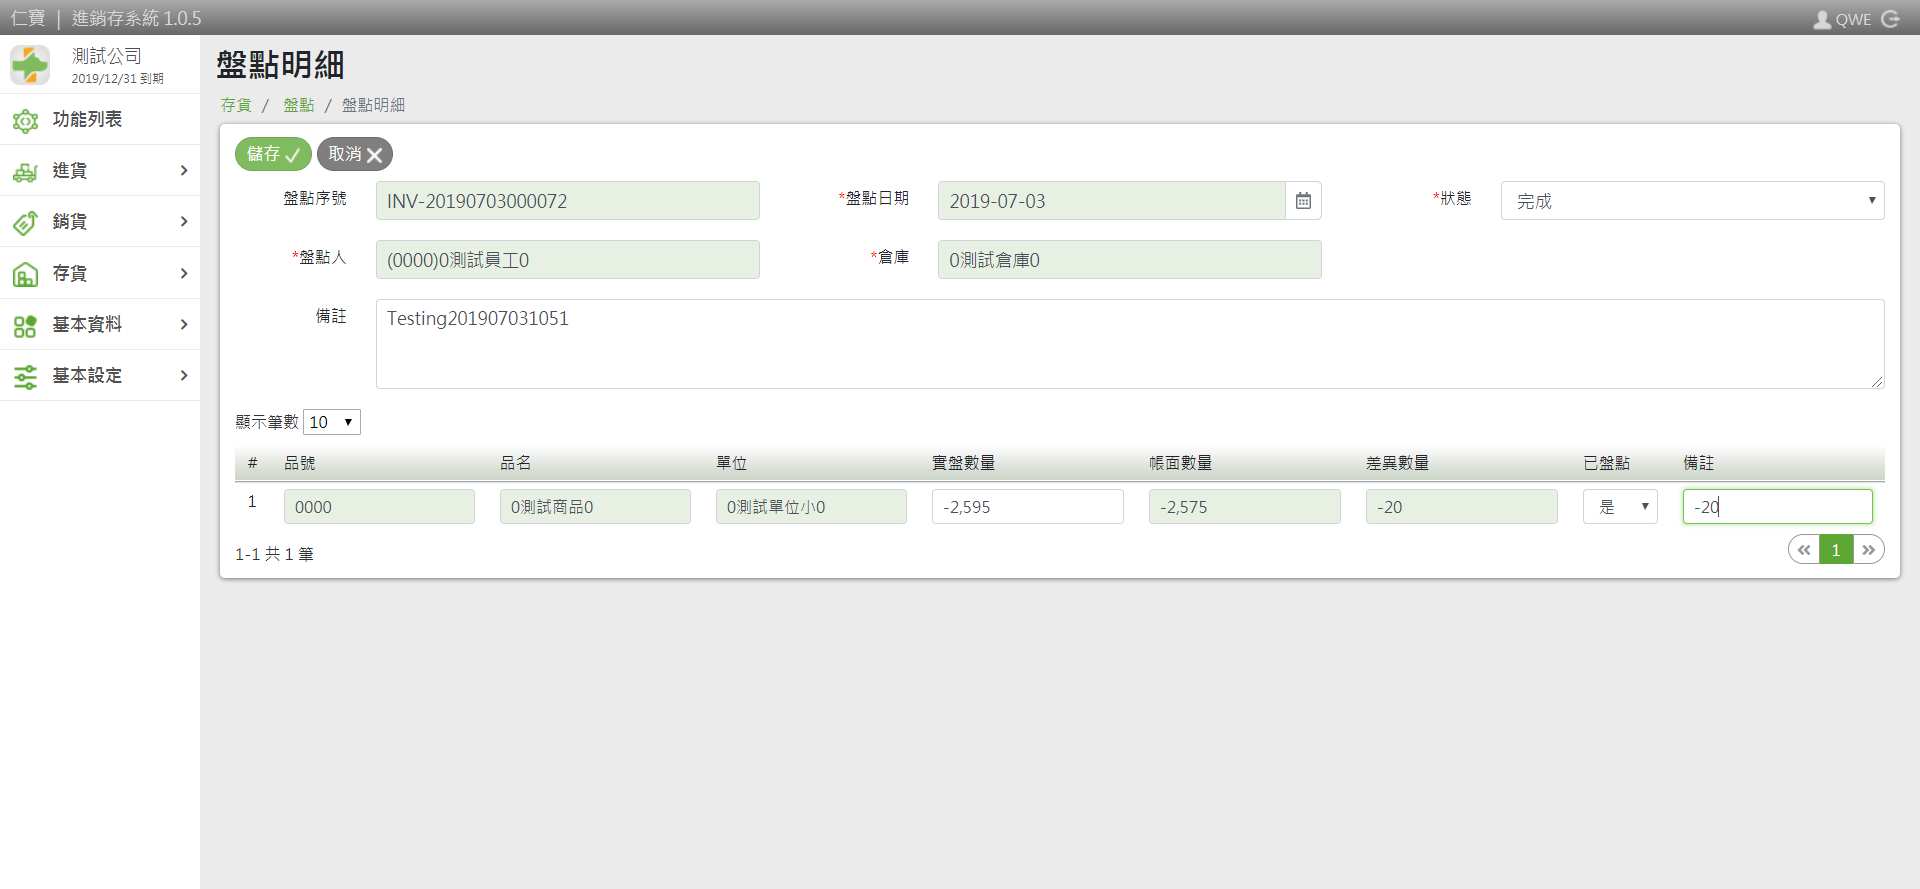 仁寶 | 進銷存系統 1.0.5
QWE
測試公司
2019/12/31 到期
功能列表
進貨
銷貨
存貨
基本資料
基本設定
盤點明細
存貨 / 盤點 / 盤點明細
儲存 取消
盤點序號 INV-20190703000072 *盤點日期 2019-07-03 *狀態 完成
*盤點人 (0000)0測試員工0 *倉庫 0測試倉庫0
備註 Testing201907031051
顯示筆數 10
# 品號 品名 單位 實盤數量 帳面數量 差異數量 已盤點 備註
1 0000 0測試商品0 0測試單位小0 -2,595 -2,575 -20 是 -20
1-1 共 1 筆
« 1 »